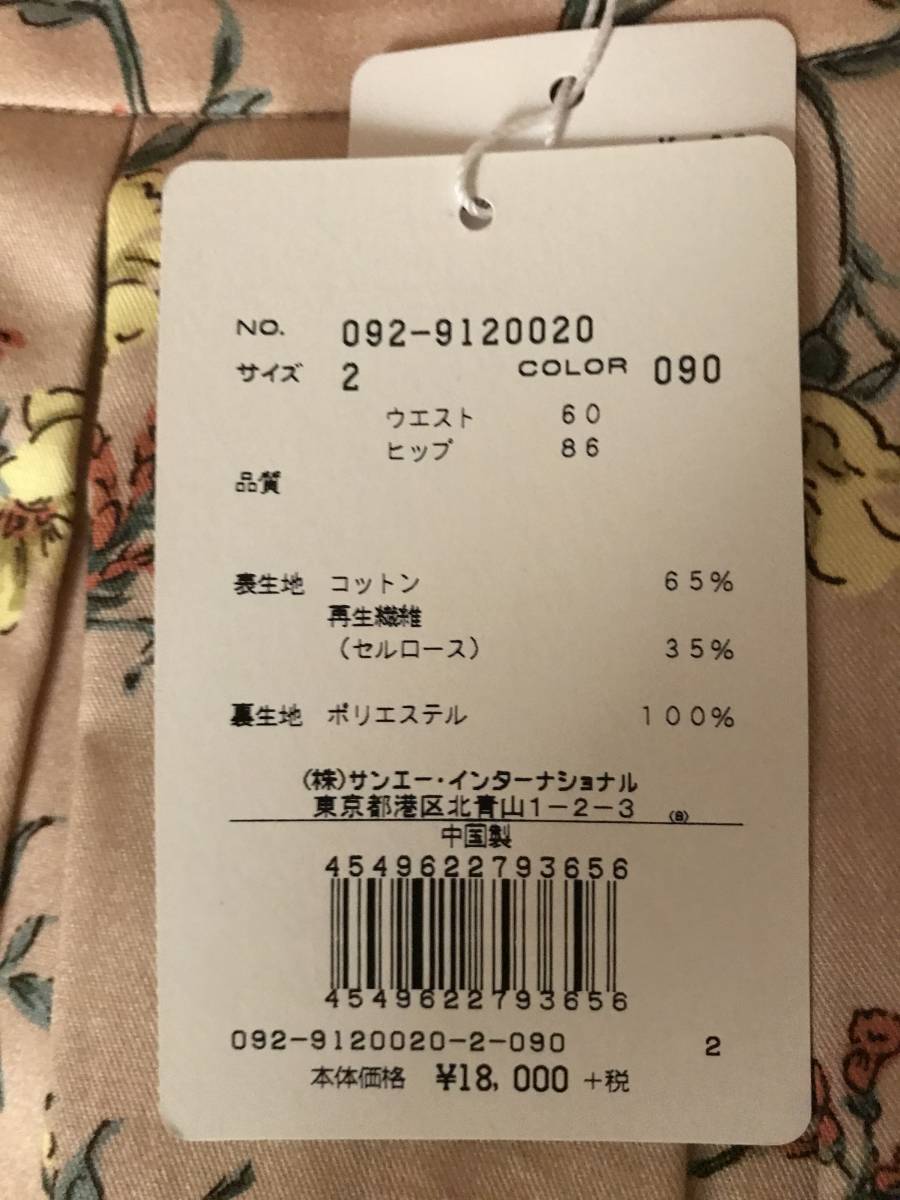 NO. 092-9120020
サイズ 2 COLOR 090
ウエスト 60
ヒップ 86
品質
表生地 コットン 65%
再生繊維
(セルロース) 35%
裏生地 ポリエステル 100%
(株)サンエー・インターナショナル
東京都港区北青山1-2-3 (8)
中国製
4549622793656
4549622793656
092-9120020-2-090 2
本体価格 ¥18,000 +税